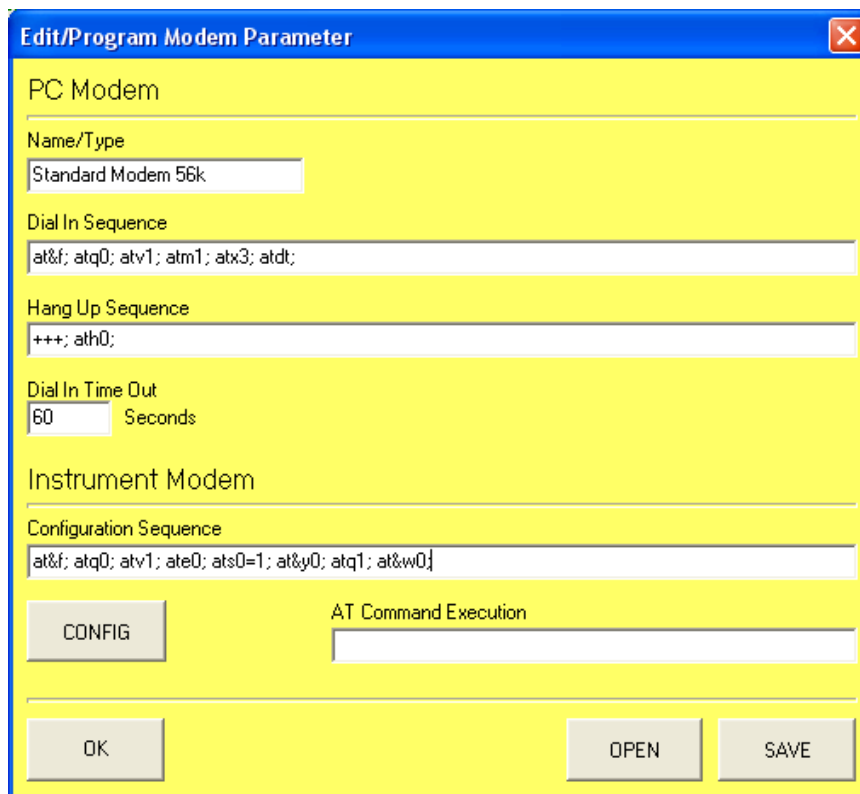 Edit/Program Modem Parameter
PC Modem
Name/Type
Standard Modem 56k
Dial In Sequence
at&f; atq0; atv1; atm1; atx3; atdt;
Hang Up Sequence
+++; ath0;
Dial In Time Out
60 Seconds
Instrument Modem
Configuration Sequence
at&f; atq0; atv1; ate0; ats0=1; at&y0; atq1; at&w0;
CONFIG
AT Command Execution
OK
OPEN
SAVE